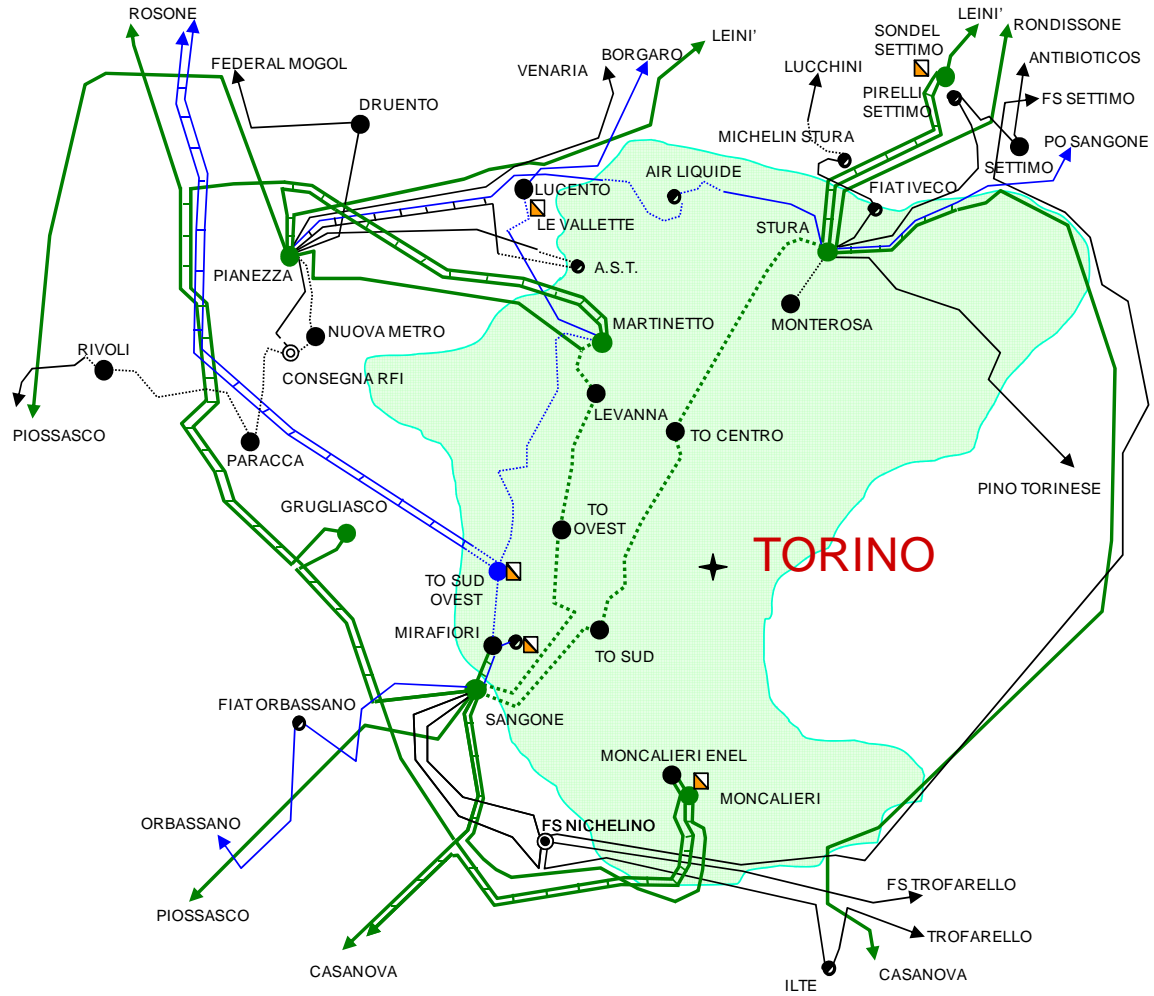 ROSONE
LEINI'
RONDISSONE
SONDEL
SETTIMO
LEINI'
BORGARO
ANTIBIOTICOS
FEDERAL MOGOL
VENARIA
LUCCHINI
PIRELLI
SETTIMO
FS SETTIMO
DRUENTO
MICHELIN STURA
PO SANGONE
SETTIMO
AIR LIQUIDE
LUCENTO
FIAT IVECO
LE VALLETTE
STURA
PIANEZZA
A.S.T.
MARTINETTO
MONTEROSA
NUOVA METRO
RIVOLI
CONSEGNA RFI
LEVANNA
TO CENTRO
PIOSSASCO
PARACCA
PINO TORINESE
GRUGLIASCO
TO
OVEST
TORINO
TO SUD
OVEST
MIRAFIORI
TO SUD
FIAT ORBASSANO
SANGONE
MONCALIERI ENEL
MONCALIERI
ORBASSANO
FS NICHELINO
FS TROFARELLO
PIOSSASCO
TROFARELLO
CASANOVA
CASANOVA
ILTE